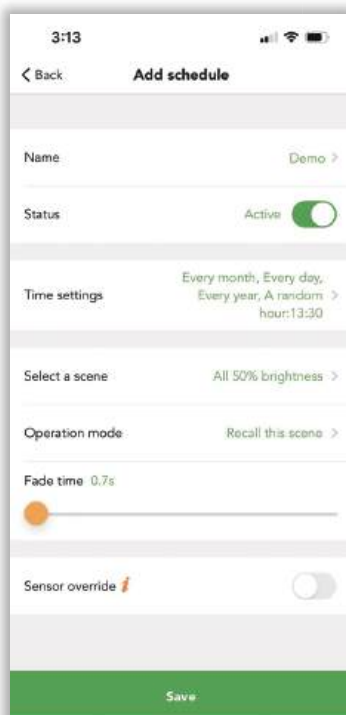 3:13
Back Add schedule
Name Demo
Status Active
Time settings Every month, Every day,
Every year, A random
hour:13:30
Select a scene All 50% brightness
Operation mode Recall this scene
Fade time 0.7s
Sensor override i
Save